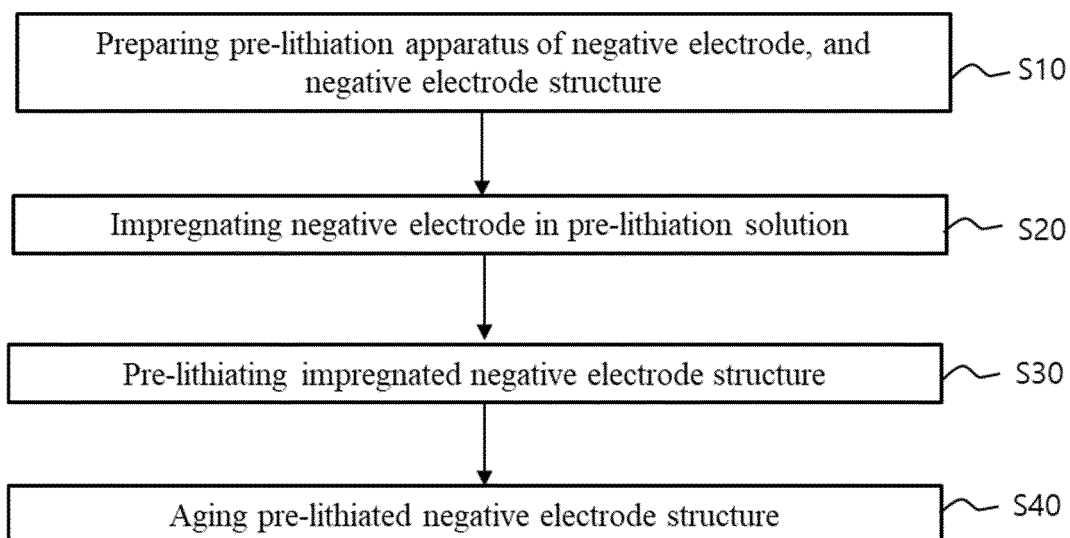 Preparing pre-lithiation apparatus of negative electrode, and
negative electrode structure
S10
Impregnating negative electrode in pre-lithiation solution
S20
Pre-lithiating impregnated negative electrode structure
S30
Aging pre-lithiated negative electrode structure
S40